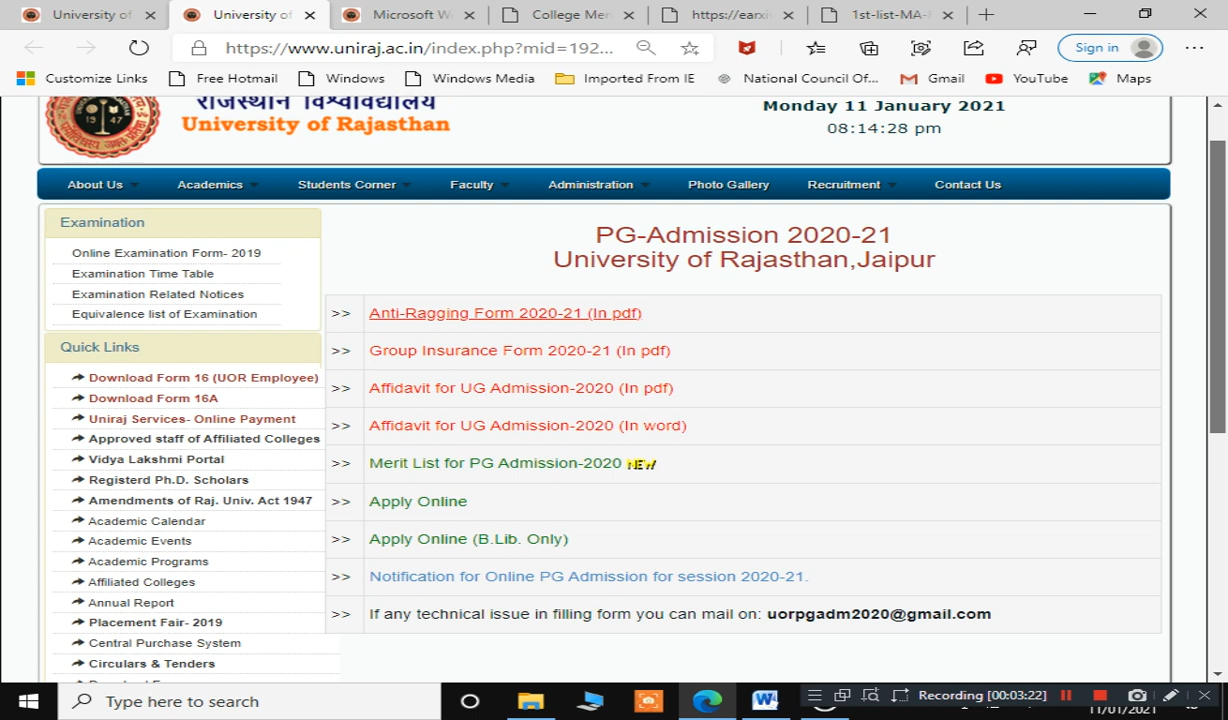 University of
University of
Microsoft W
College Mer
https://earxi
1st-list-MA-
https://www.uniraj.ac.in/index.php?mid=192...
Sign in
Customize Links
Free Hotmail
Windows
Windows Media
Imported From IE
National Council Of...
Gmail
YouTube
Maps
राजस्थान विश्वविद्यालय
University of Rajasthan
1947
Monday 11 January 2021
08:14:28 pm
About Us
Academics
Students Corner
Faculty
Administration
Photo Gallery
Recruitment
Contact Us
Examination
Online Examination Form- 2019
Examination Time Table
Examination Related Notices
Equivalence list of Examination
Quick Links
Download Form 16 (UOR Employee)
Download Form 16A
Uniraj Services- Online Payment
Approved staff of Affiliated Colleges
Vidya Lakshmi Portal
Registerd Ph.D. Scholars
Amendments of Raj. Univ. Act 1947
Academic Calendar
Academic Events
Academic Programs
Affiliated Colleges
Annual Report
Placement Fair- 2019
Central Purchase System
Circulars & Tenders
PG-Admission 2020-21
University of Rajasthan,Jaipur
>> Anti-Ragging Form 2020-21 (In pdf)
>> Group Insurance Form 2020-21 (In pdf)
>> Affidavit for UG Admission-2020 (In pdf)
>> Affidavit for UG Admission-2020 (In word)
>> Merit List for PG Admission-2020 NEW
>> Apply Online
>> Apply Online (B.Lib. Only)
>> Notification for Online PG Admission for session 2020-21.
>> If any technical issue in filling form you can mail on: uorpgadm2020@gmail.com
Type here to search
Recording [00:03:22]
11/01/2021